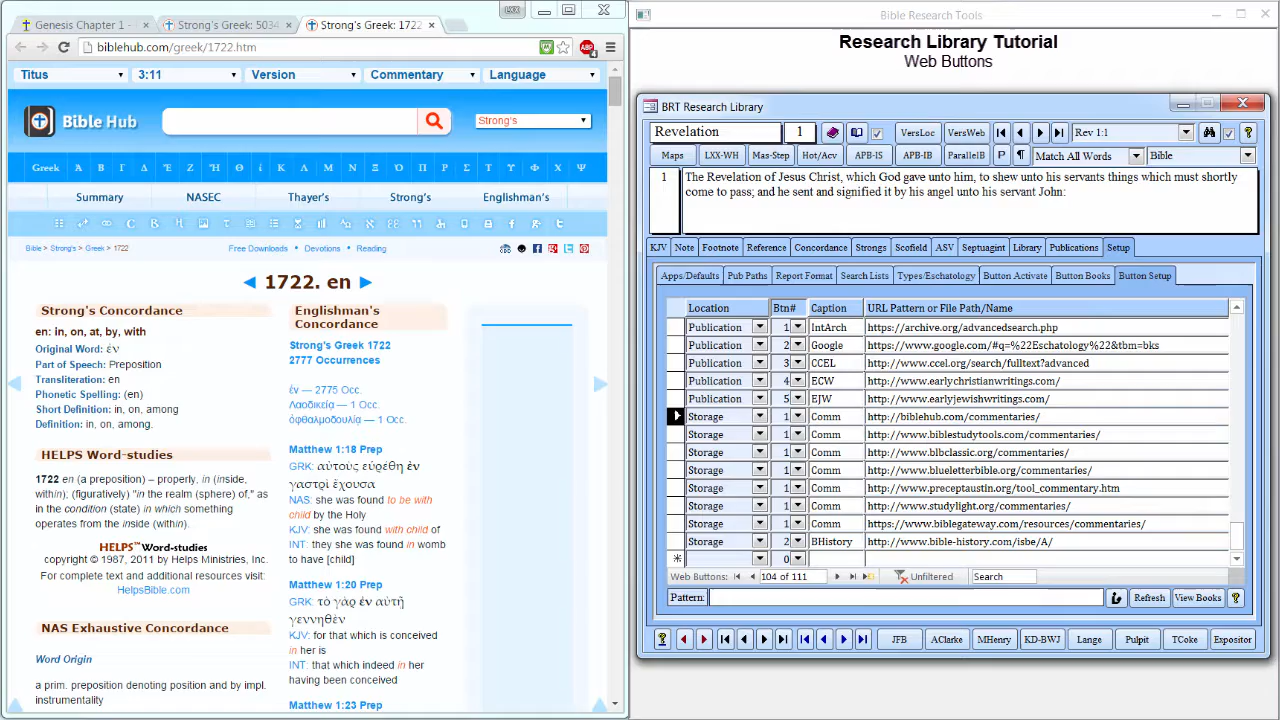 Genesis Chapter 1 -
Strong's Greek: 5034
Strong's Greek: 1722
biblehub.com/greek/1722.htm
ABP
4
Titus
3:11
Version
Commentary
Language
Bible Hub
Strong's
Greek Ἀ Β Γ Δ Ἐ Ζ Ἡ Θ Ἰ Κ Λ Μ Ν Ξ Ὀ Π Ρ Σ Τ Υ Φ Χ Ψ
Summary
NASEC
Thayer's
Strong's
Englishman's
Bible > Strong's > Greek > 1722
Free Downloads • Devotions • Reading
1722. en
Strong's Concordance
en: in, on, at, by, with
Original Word: ἐν
Part of Speech: Preposition
Transliteration: en
Phonetic Spelling: (en)
Short Definition: in, on, among
Definition: in, on, among.
HELPS Word-studies
1722 en (a preposition) – properly, in (inside,
within); (figuratively) "in the realm (sphere) of," as
in the condition (state) in which something
operates from the inside (within).
HELPS Word-studies
copyright © 1987, 2011 by Helps Ministries, Inc.
For complete text and additional resources visit:
HelpsBible.com
NAS Exhaustive Concordance
Word Origin
a prim. preposition denoting position and by impl.
instrumentality
Englishman's
Concordance
Strong's Greek 1722
2777 Occurrences
ἐν — 2775 Occ.
Λαοδικείᾳ — 1 Occ.
ὀφθαλμοδουλίᾳ — 1 Occ.
Matthew 1:18 Prep
GRK: αὐτοὺς εὑρέθη ἐν
γαστρὶ ἔχουσα
NAS: she was found to be with
child by the Holy
KJV: she was found with child of
INT: they she was found in womb
to have [child]
Matthew 1:20 Prep
GRK: τὸ γὰρ ἐν αὐτῇ
γεννηθὲν
KJV: for that which is conceived
in her is
INT: that which indeed in her
having been conceived
Matthew 1:23 Prep
Bible Research Tools
Research Library Tutorial
Web Buttons
BRT Research Library
Revelation 1 VersLoc VersWeb Rev 1:1
Maps LXX-WH Mas-Step Hot/Acv APB-IS APB-IB ParallelB P ¶ Match All Words Bible
1 The Revelation of Jesus Christ, which God gave unto him, to shew unto his servants things which must shortly
come to pass; and he sent and signified it by his angel unto his servant John:
KJV Note Footnote Reference Concordance Strongs Scofield ASV Septuagint Library Publications Setup
Apps/Defaults Pub Paths Report Format Search Lists Types/Eschatology Button Activate Button Books Button Setup
Location Btn# Caption URL Pattern or File Path/Name
Publication 1 IntArch https://archive.org/advancedsearch.php
Publication 2 Google https://www.google.com/#q=%22Eschatology%22&tbm=bks
Publication 3 CCEL http://www.ccel.org/search/fulltext?advanced
Publication 4 ECW http://www.earlychristianwritings.com/
Publication 5 EJW http://www.earlyjewishwritings.com/
Storage 1 Comm http://biblehub.com/commentaries/
Storage 1 Comm http://www.biblestudytools.com/commentaries/
Storage 1 Comm http://www.biblclassic.org/commentaries/
Storage 1 Comm http://www.blueletterbible.org/commentaries/
Storage 1 Comm http://www.preceptaustin.org/tool_commentary.htm
Storage 1 Comm http://www.studylight.org/commentaries/
Storage 1 Comm https://www.biblegateway.com/resources/commentaries/
Storage 2 BHistory http://www.bible-history.com/isbe/A/
* 0
Web Buttons: 104 of 111 Unfiltered Search
Pattern: Refresh View Books ?
JFB AClarke MHenry KD-BWJ Lange Pulpit TCoke Expositor